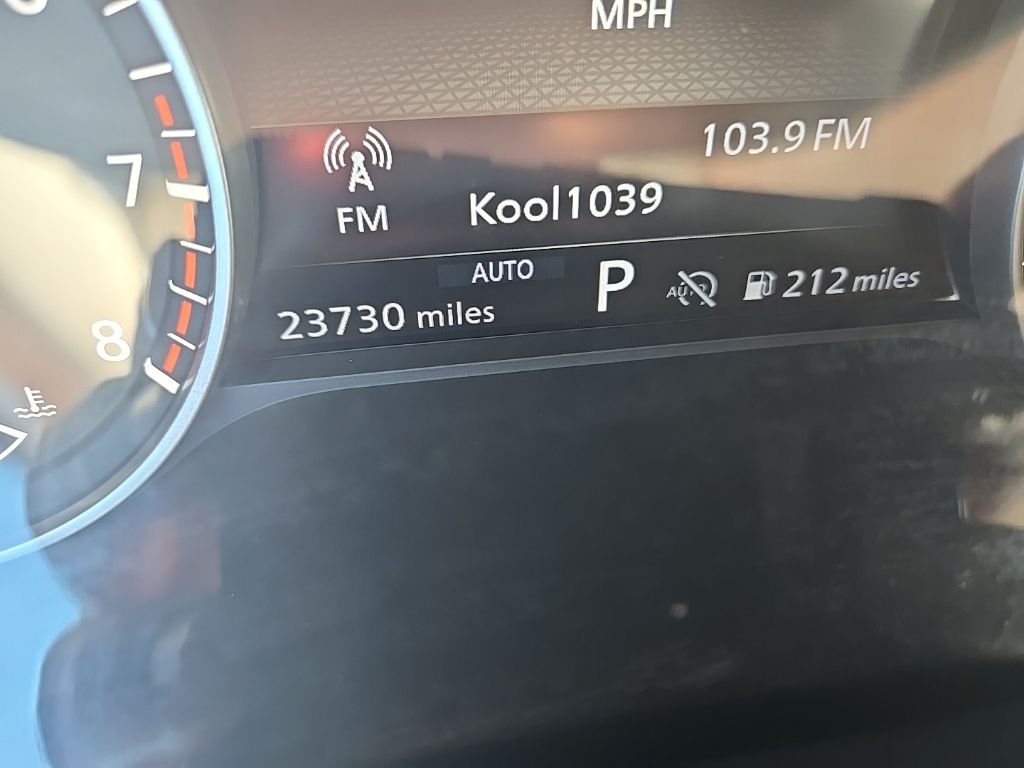 MPH
103.9 FM
FM
Kool1039
7
AUTO
23730 miles
P
AUTO
212 miles
8